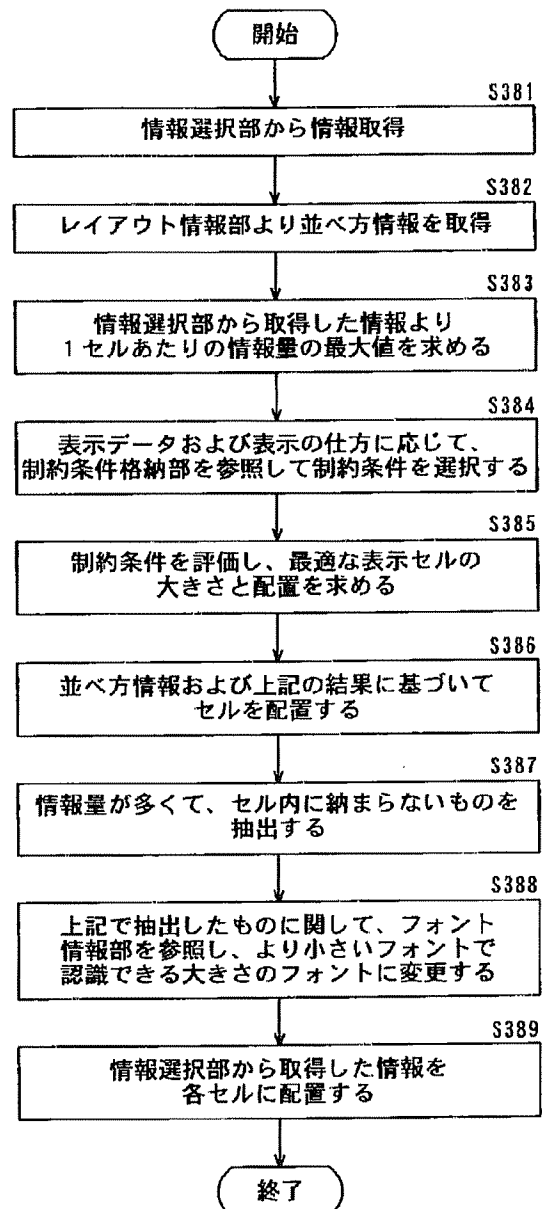 開始
S381
情報選択部から情報取得
S382
レイアウト情報部より並べ方情報を取得
S383
情報選択部から取得した情報より
1セルあたりの情報量の最大値を求める
S384
表示データおよび表示の仕方に応じて、
制約条件格納部を参照して制約条件を選択する
S385
制約条件を評価し、最適な表示セルの
大きさと配置を求める
S386
並べ方情報および上記の結果に基づいて
セルを配置する
S387
情報量が多くて、セル内に納まらないものを
抽出する
S388
上記で抽出したものに関して、フォント
情報部を参照し、より小さいフォントで
認識できる大きさのフォントに変更する
S389
情報選択部から取得した情報を
各セルに配置する
終了